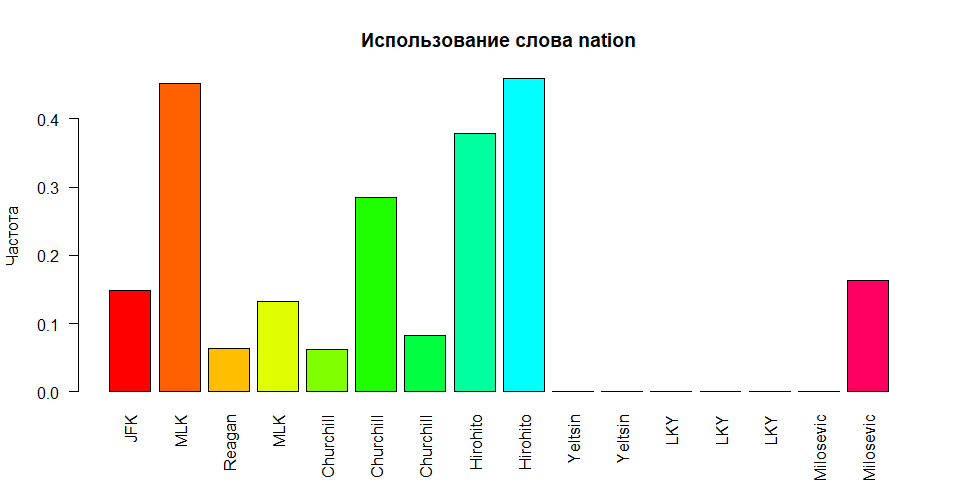 Использование слова nation
Частота
0.4
0.3
0.2
0.1
0.0
JFK
MLK
Reagan
MLK
Churchill
Churchill
Churchill
Hirohito
Hirohito
Yeltsin
Yeltsin
LKY
LKY
LKY
Milosevic
Milosevic